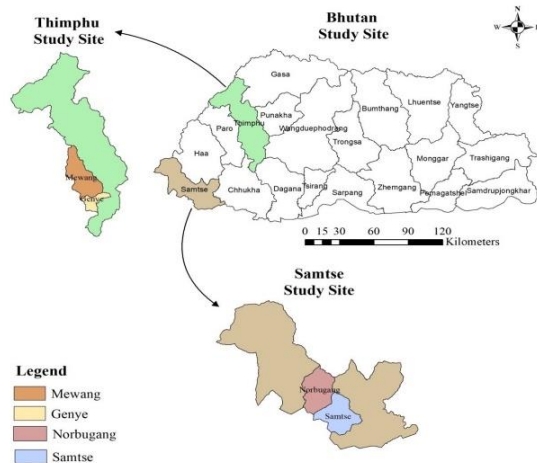 Thimphu
Study Site
Bhutan
Study Site
N
W
E
S
Gasa
Punakha
Thimphu
Paro
Wangduephodrang
Bumthang
Lhuentse
Yangtse
Haa
Trongsa
Monggar
Trashigang
Samtse
Chhukha
Dagana
Tsirang
Sarpang
Zhemgang
Pemagatshel
Samdrupjongkhar
Mewang
Genye
0 15 30 60 90 120
Kilometers
Samtse
Study Site
Norbugang
Samtse
Legend
Mewang
Genye
Norbugang
Samtse